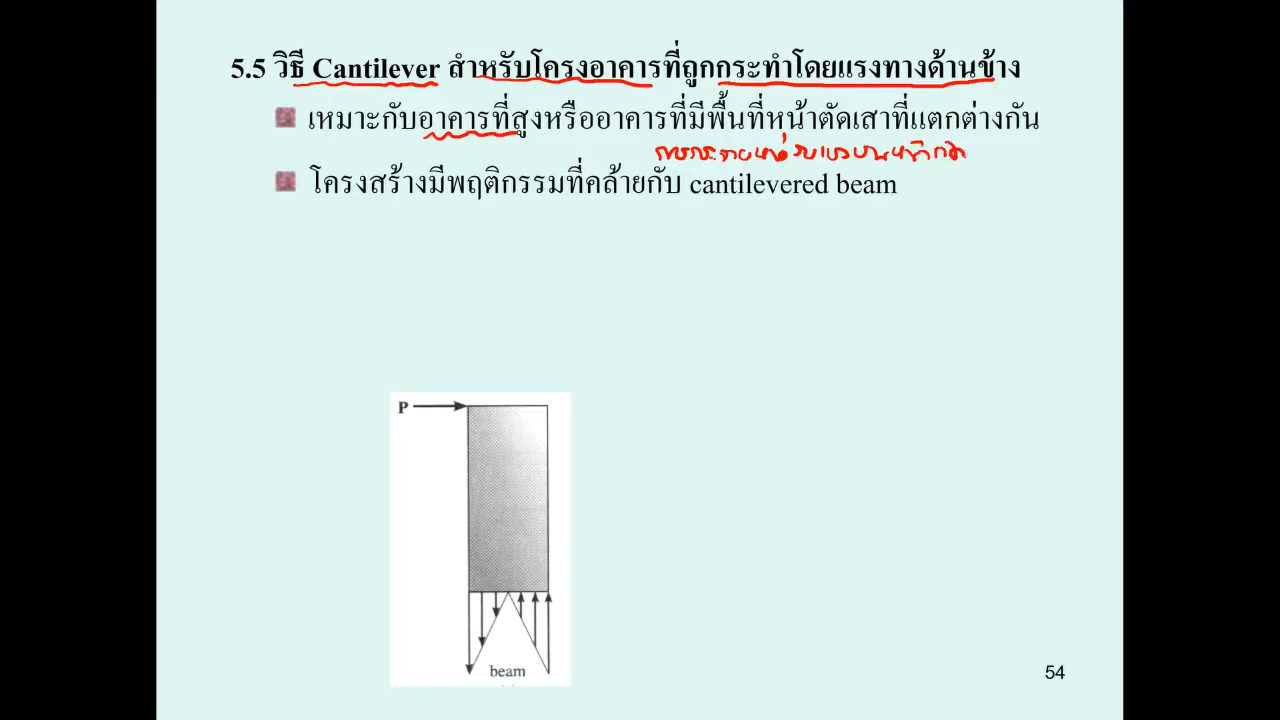 5.5 วิธี Cantilever สำหรับโครงอาคารที่ถูกกระทำโดยแรงทางด้านข้าง
เหมาะกับอาคารที่สูงหรืออาคารที่มีพื้นที่หน้าตัดเสาที่แตกต่างกัน
โครงสร้างมีพฤติกรรมที่คล้ายกับ cantilevered beam
P
beam
54